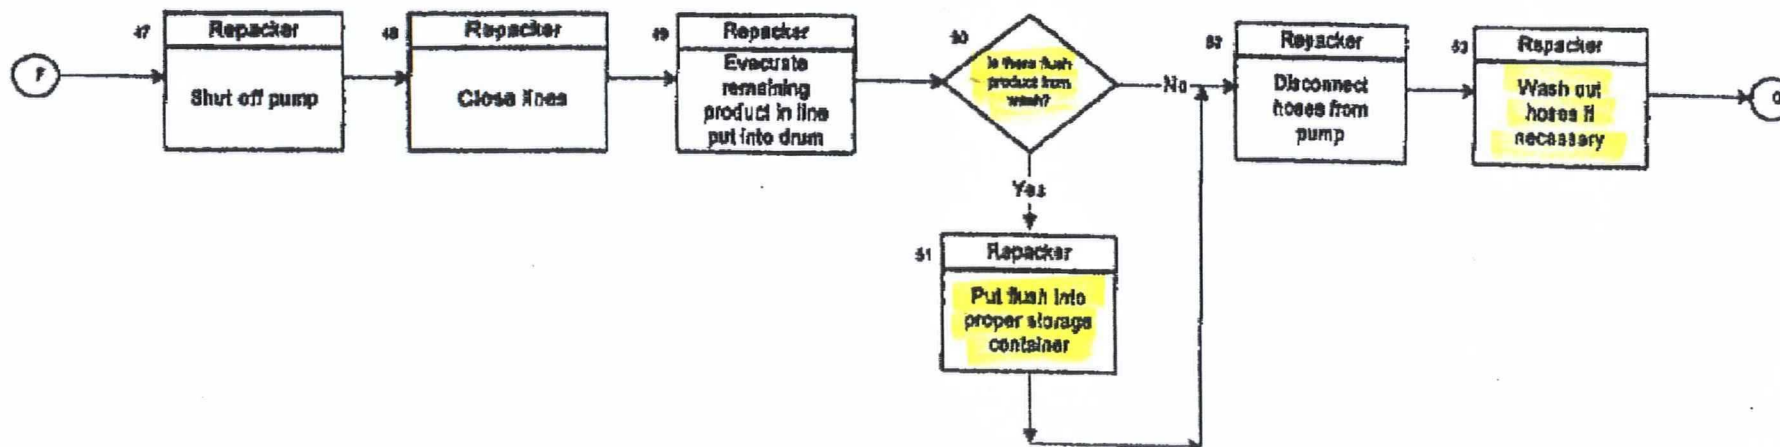 F
47
Repacker
Shut off pump
48
Repacker
Close lines
49
Repacker
Evacuate
remaining
product in line
put into drum
50
Is there flush
product from
wash?
No
Yes
51
Repacker
Put flush into
proper storage
container
52
Repacker
Disconnect
hoses from
pump
53
Repacker
Wash out
hoses if
necessary